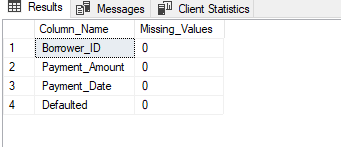 Results Messages Client Statistics
Column_Name Missing_Values
1 Borrower_ID 0
2 Payment_Amount 0
3 Payment_Date 0
4 Defaulted 0